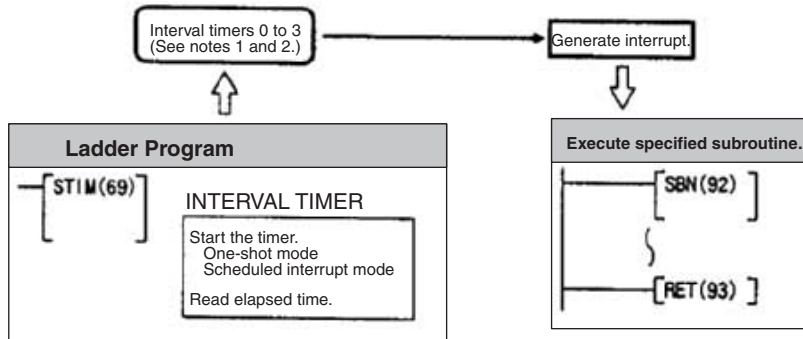 Interval timers 0 to 3
(See notes 1 and 2.)
Generate interrupt.
Ladder Program
STIM(69)
INTERVAL TIMER
Start the timer.
One-shot mode
Scheduled interrupt mode
Read elapsed time.
Execute specified subroutine.
SBN(92)
RET(93)